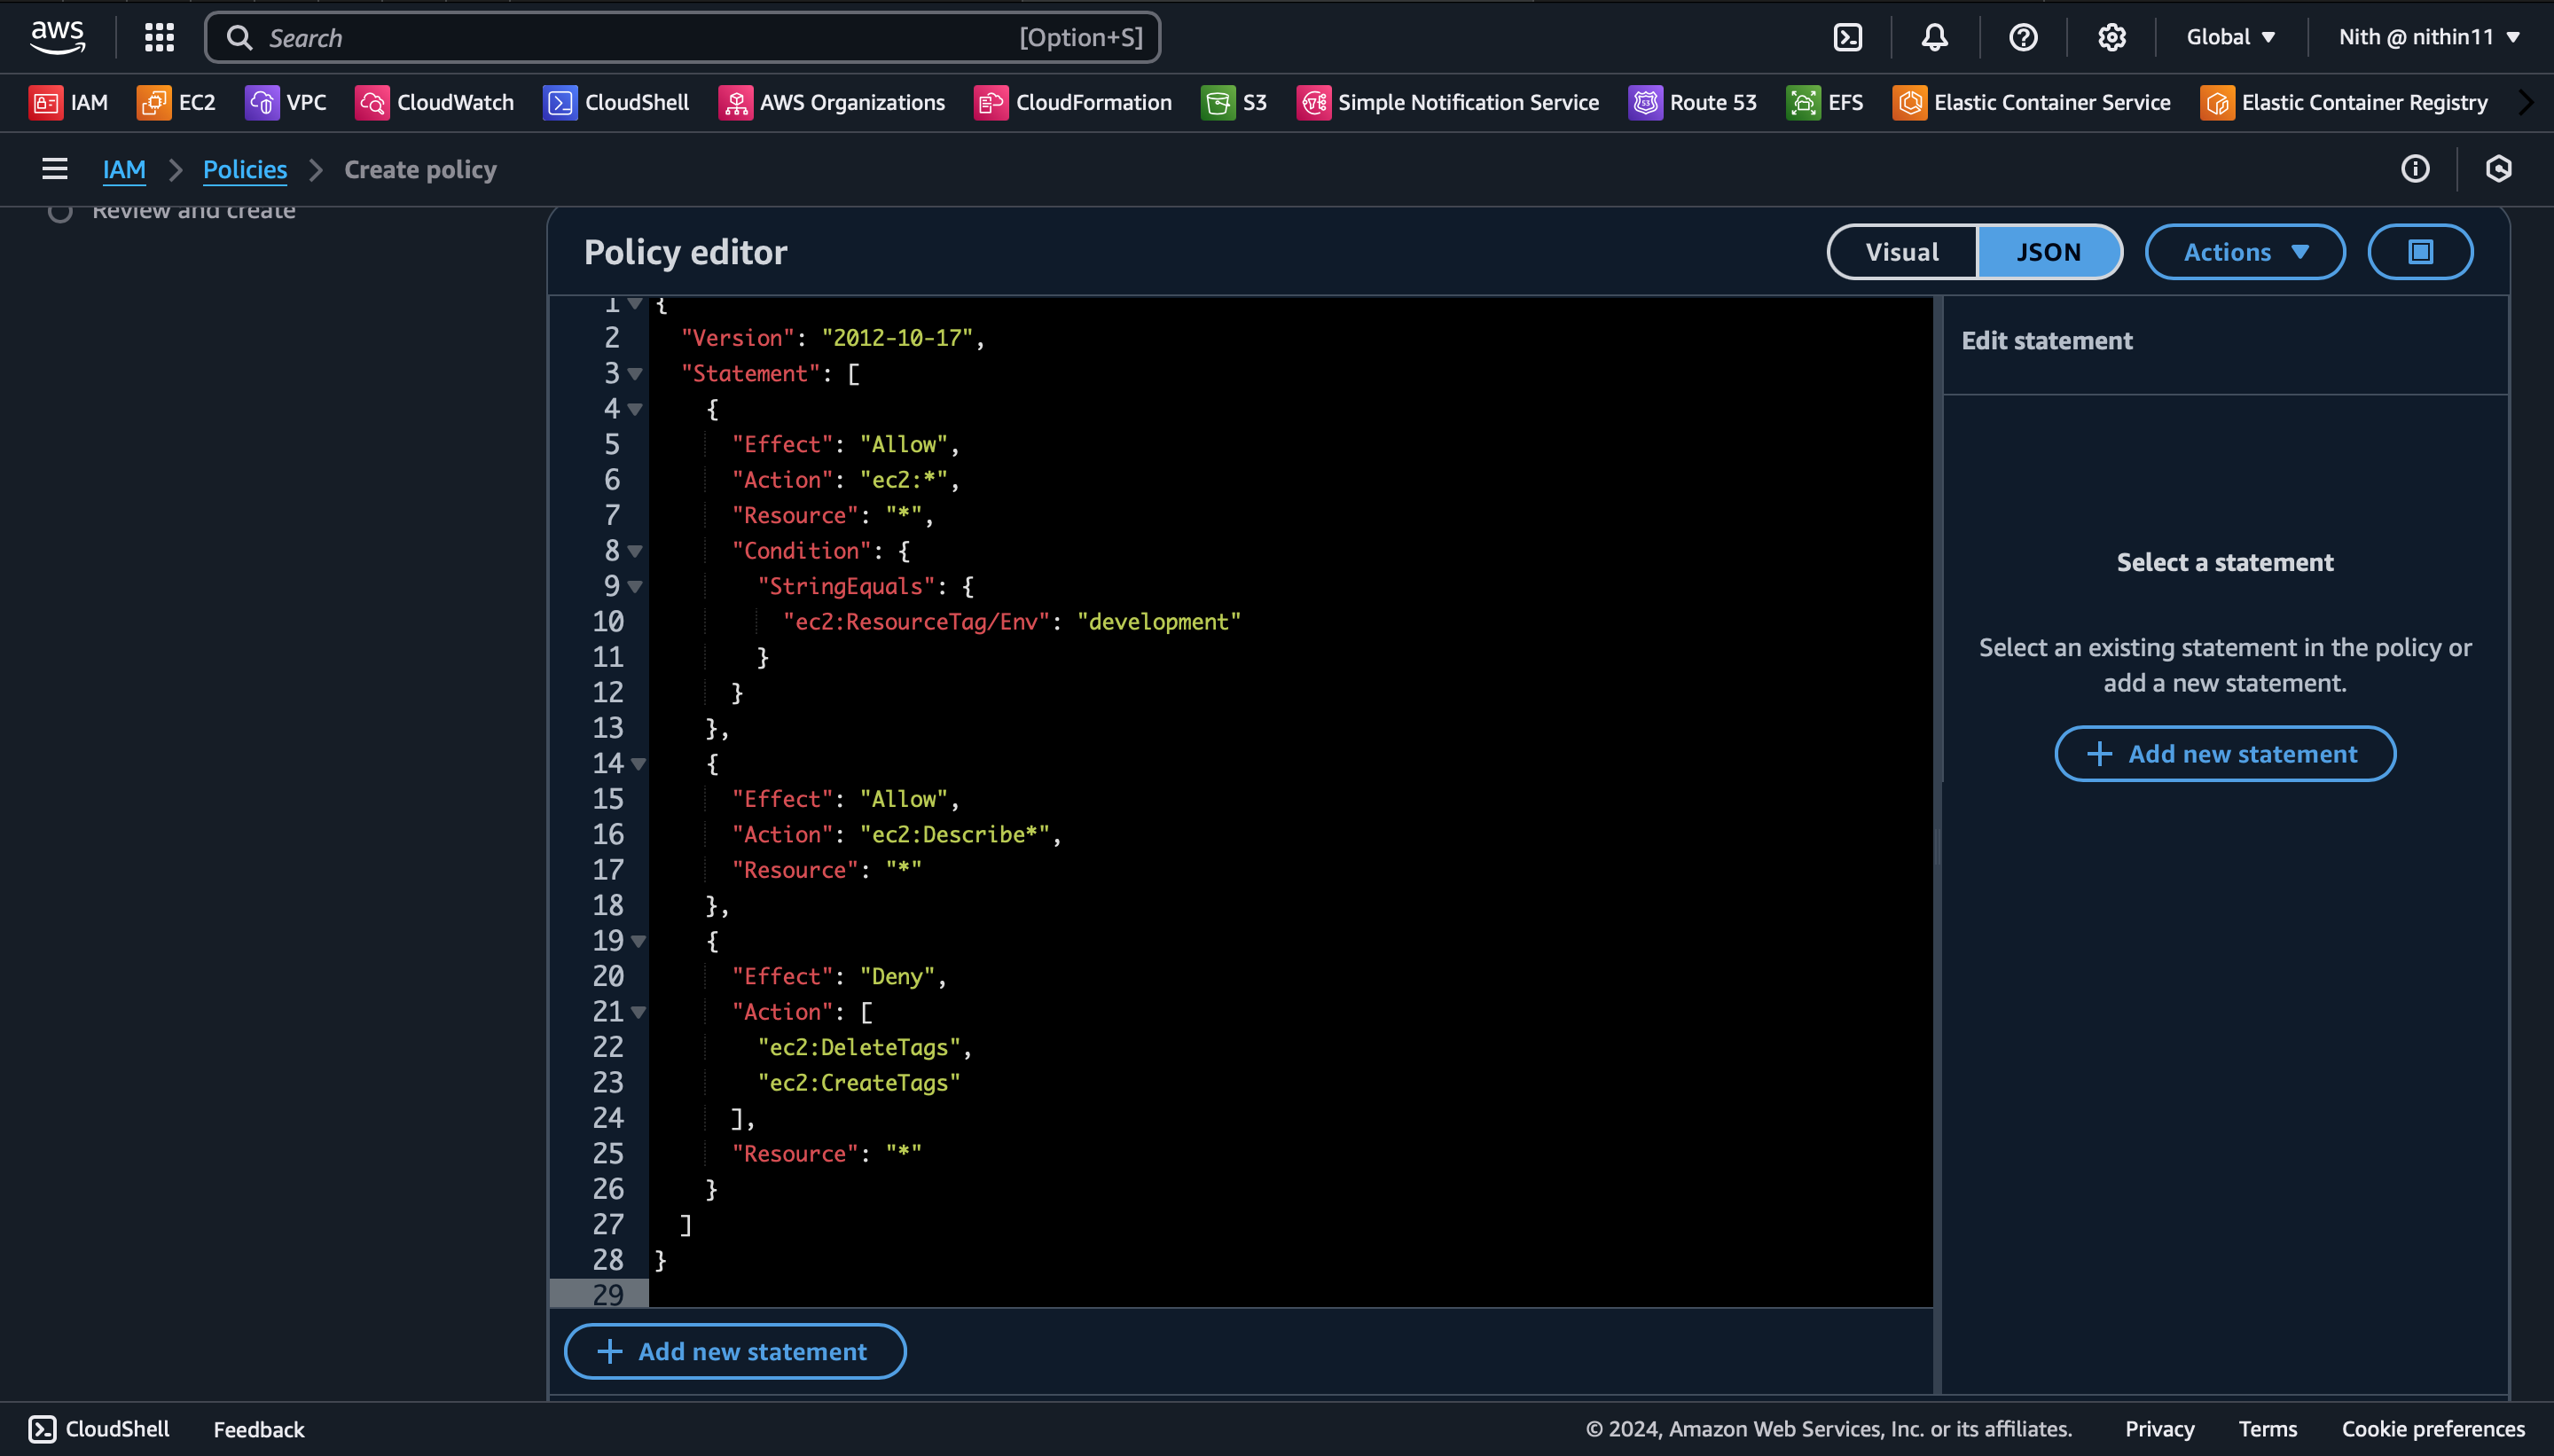 aws
Search
[Option+S]
Global
Nith @ nithin11
IAM
EC2
VPC
CloudWatch
CloudShell
AWS Organizations
CloudFormation
S3
Simple Notification Service
Route 53
EFS
Elastic Container Service
Elastic Container Registry
IAM
Policies
Create policy
Review and create
Policy editor
Visual
JSON
Actions
1 {
2 "Version": "2012-10-17",
3 "Statement": [
4 {
5 "Effect": "Allow",
6 "Action": "ec2:*",
7 "Resource": "*",
8 "Condition": {
9 "StringEquals": {
10 "ec2:ResourceTag/Env": "development"
11 }
12 }
13 },
14 {
15 "Effect": "Allow",
16 "Action": "ec2:Describe*",
17 "Resource": "*"
18 },
19 {
20 "Effect": "Deny",
21 "Action": [
22 "ec2:DeleteTags",
23 "ec2:CreateTags"
24 ],
25 "Resource": "*"
26 }
27 ]
28 }
29
+ Add new statement
Edit statement
Select a statement
Select an existing statement in the policy or
add a new statement.
+ Add new statement
CloudShell
Feedback
© 2024, Amazon Web Services, Inc. or its affiliates.
Privacy
Terms
Cookie preferences